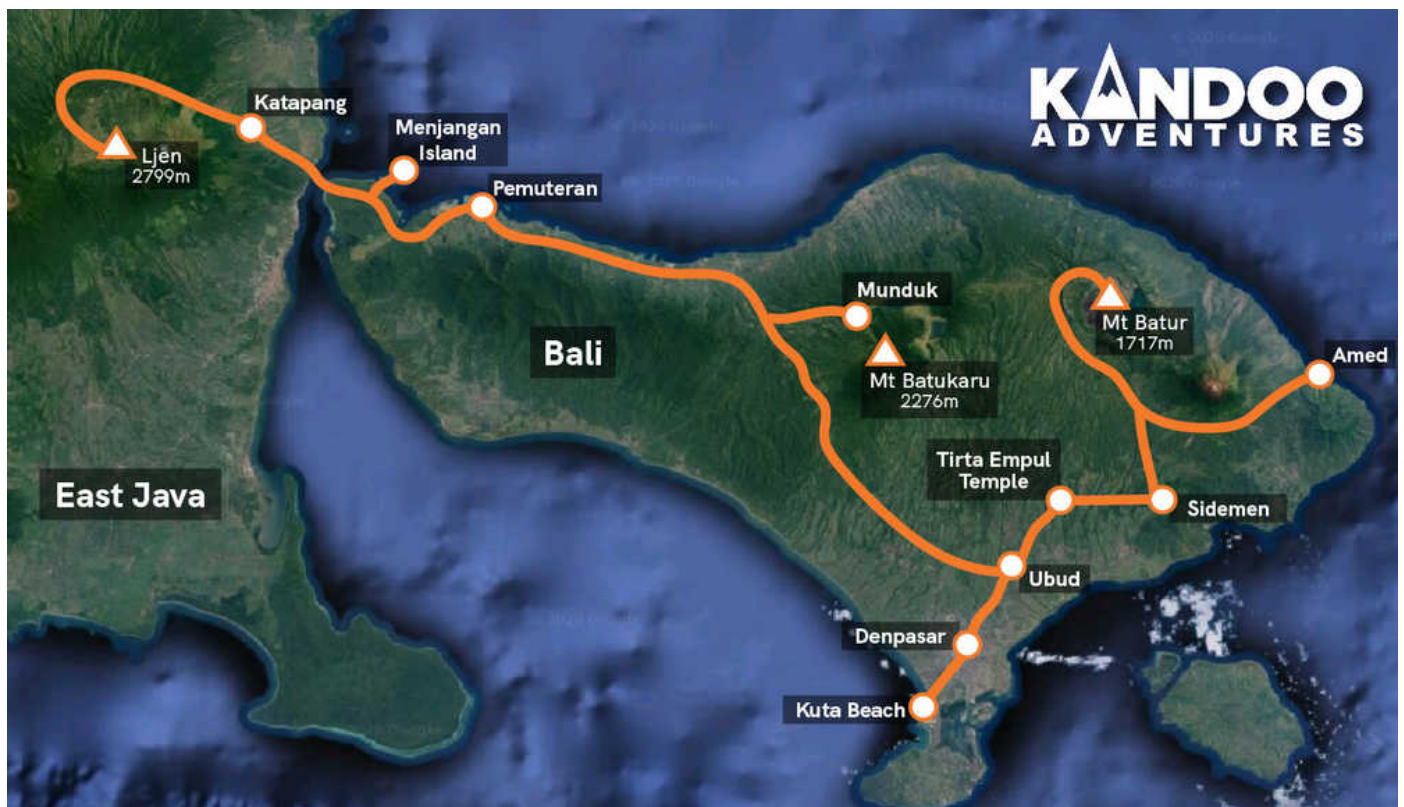 KANDOO
ADVENTURES
Katapang
Menjangan
Island
Ljen
2799m
Pemuteran
Munduk
Mt Batur
1717m
Bali
Amed
Mt Batukaru
2276m
Tirta Empul
Temple
East Java
Sidemen
Ubud
Denpasar
Kuta Beach